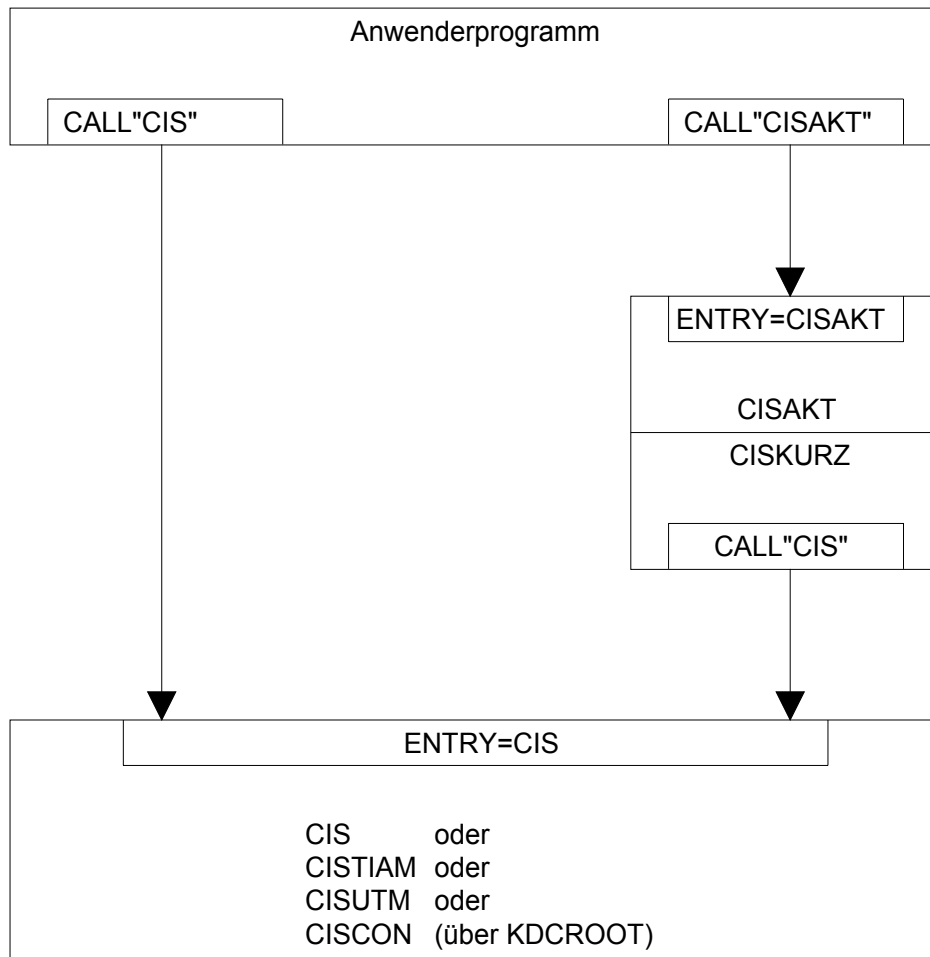 Anwenderprogramm
CALL"CIS"
CALL"CISAKT"
ENTRY=CISAKT
CISAKT
CISKURZ
CALL"CIS"
ENTRY=CIS
CIS oder
CISTIAM oder
CISUTM oder
CISCON (über KDCROOT)